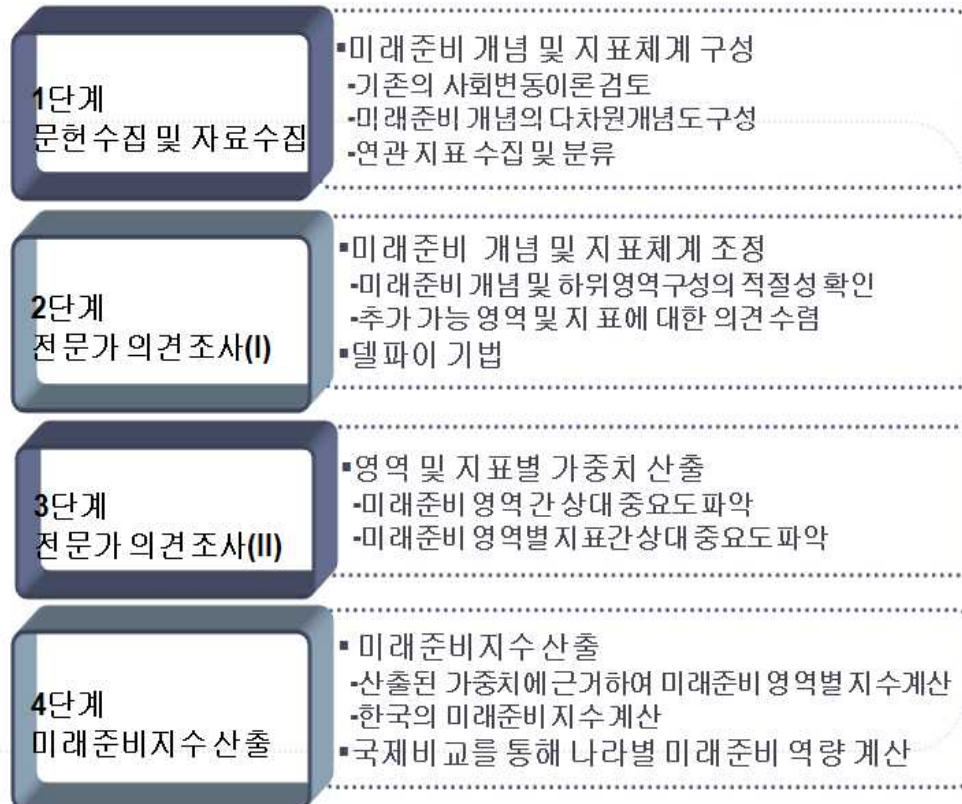 1단계
문헌수집 및 자료수집
▪미래준비 개념 및 지표체계 구성
-기존의 사회변동이론검토
-미래준비 개념의 다차원개념도구성
-연관 지표 수집 및 분류
2단계
전문가 의견조사(I)
▪미래준비 개념 및 지표체계 조정
-미래준비 개념 및 하위영역구성의 적절성 확인
-추가 가능 영역 및 지표에 대한 의견 수렴
▪델파이 기법
3단계
전문가 의견조사(II)
▪영역 및 지표별 가중치 산출
-미래준비 영역 간 상대 중요도파악
-미래준비 영역별 지표간 상대 중요도파악
4단계
미래준비지수산출
▪ 미래준비지수 산출
-산출된 가중치에 근거하여 미래준비 영역별 지수계산
-한국의 미래준비지수계산
▪국제비교를 통해 나라별 미래준비 역량 계산